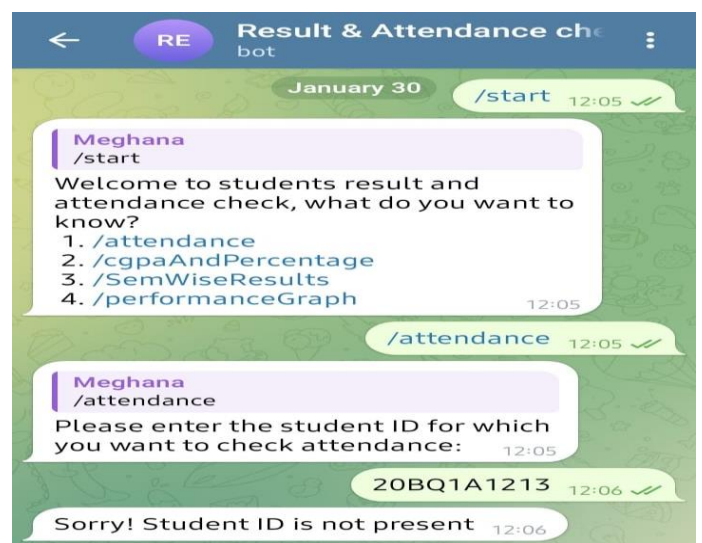 RE
Result & Attendance ch
bot
January 30
/start 12:05
Meghana
/start
Welcome to students result and
attendance check, what do you want to
know?
1. /attendance
2. /cgpaAndPercentage
3. /SemWiseResults
4. /performanceGraph
12:05
/attendance 12:05
Meghana
/attendance
Please enter the student ID for which
you want to check attendance: 12:05
20BQ1A1213 12:06
Sorry! Student ID is not present 12:06